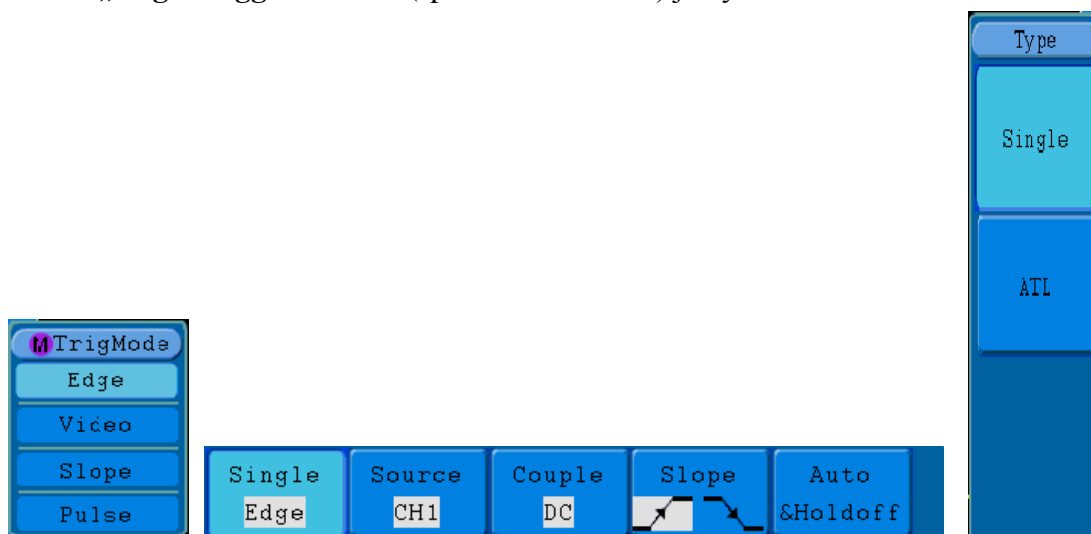 Type
Single
ATL
M TrigMode
Edge
Video
Slope
Pulse
Single Source Couple Slope Auto
Edge CH1 DC &Holdoff